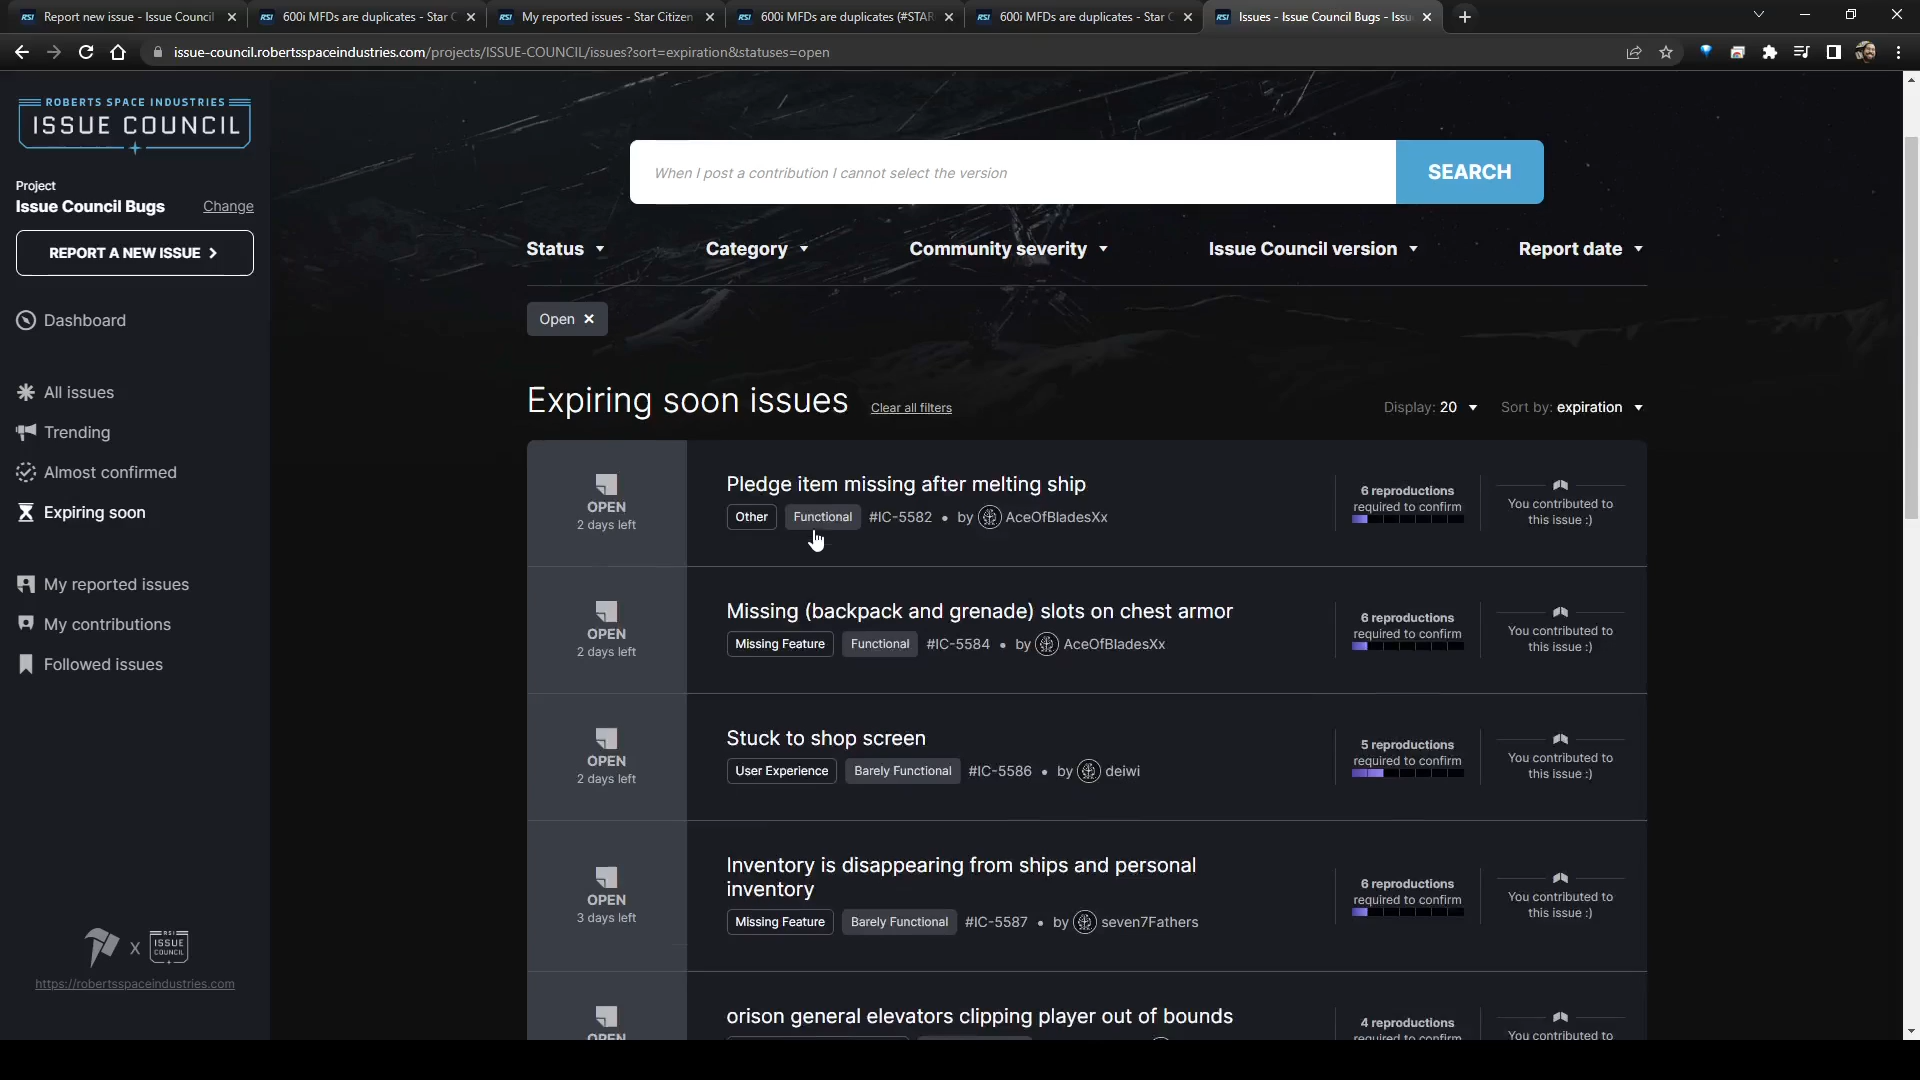 Report new issue - Issue Council
600i MFDs are duplicates - Star C
My reported issues - Star Citizen
600i MFDs are duplicates (#STAR
600i MFDs are duplicates - Star C
Issues - Issue Council Bugs - Issu
issue-council.robertsspaceindustries.com/projects/ISSUE-COUNCIL/issues?sort=expiration&statuses=open
ROBERTS SPACE INDUSTRIES
ISSUE COUNCIL
Project
Issue Council Bugs
Change
REPORT A NEW ISSUE
Dashboard
All issues
Trending
Almost confirmed
Expiring soon
My reported issues
My contributions
Followed issues
X
RSI
ISSUE
COUNCIL
https://robertsspaceindustries.com
When I post a contribution I cannot select the version
SEARCH
Status
Category
Community severity
Issue Council version
Report date
Open
Expiring soon issues
Clear all filters
Display: 20
Sort by: expiration
OPEN
2 days left
Pledge item missing after melting ship
Other Functional #IC-5582 • by AceOfBladesXx
6 reproductions
required to confirm
You contributed to
this issue :)
OPEN
2 days left
Missing (backpack and grenade) slots on chest armor
Missing Feature Functional #IC-5584 • by AceOfBladesXx
6 reproductions
required to confirm
You contributed to
this issue :)
OPEN
2 days left
Stuck to shop screen
User Experience Barely Functional #IC-5586 • by deiwi
5 reproductions
required to confirm
You contributed to
this issue :)
OPEN
3 days left
Inventory is disappearing from ships and personal
inventory
Missing Feature Barely Functional #IC-5587 • by seven7Fathers
6 reproductions
required to confirm
You contributed to
this issue :)
OPEN
orison general elevators clipping player out of bounds
4 reproductions
required to confirm
You contributed to